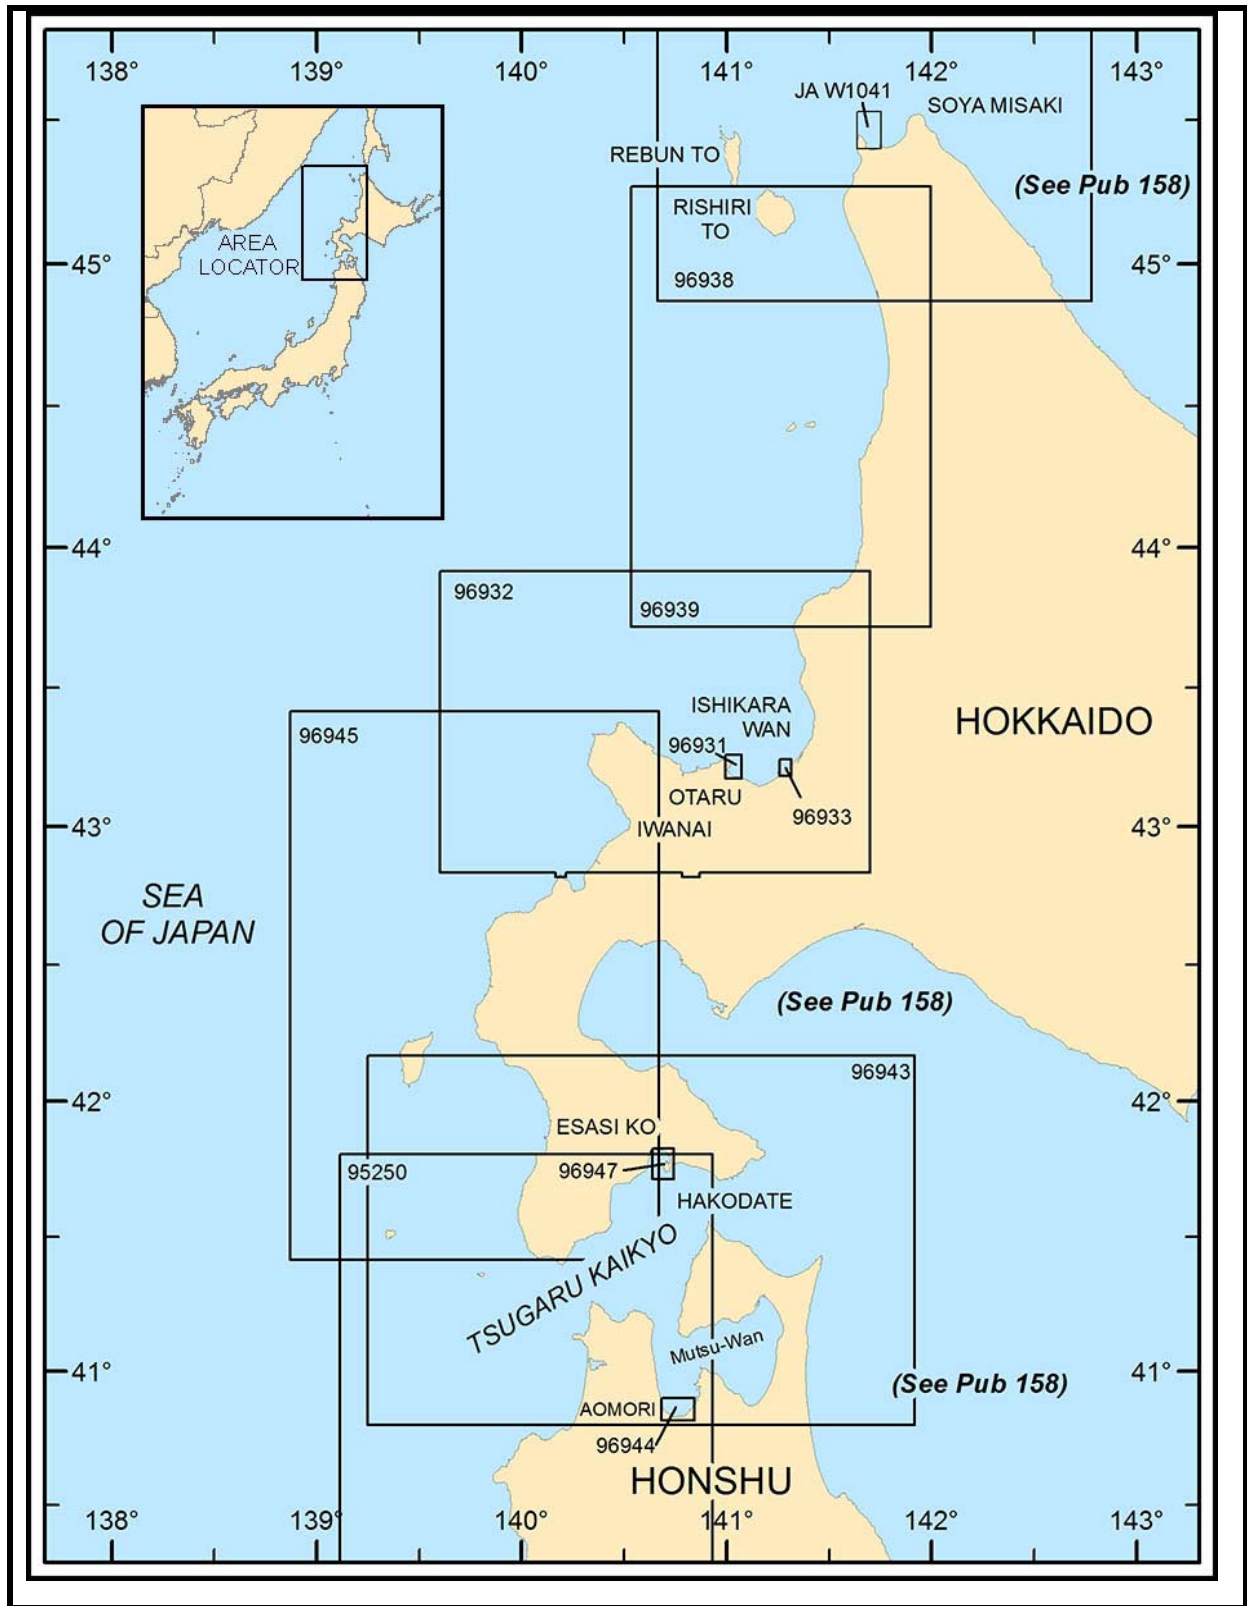 138°
139°
140°
141°
142°
143°
JA W1041
SOYA MISAKI
REBUN TO
(See Pub 158)
RISHIRI
TO
AREA
LOCATOR
45°
96938
45°
44°
44°
96932
96939
ISHIKARA
WAN
HOKKAIDO
96945
96931
OTARU
96933
43°
IWANAI
43°
SEA
OF JAPAN
(See Pub 158)
96943
42°
42°
ESASI KO
95250
96947
HAKODATE
TSUGARU KAIKYO
Mutsu-Wan
41°
41°
(See Pub 158)
AOMORI
96944
HONSHU
138°
139°
140°
141°
142°
143°